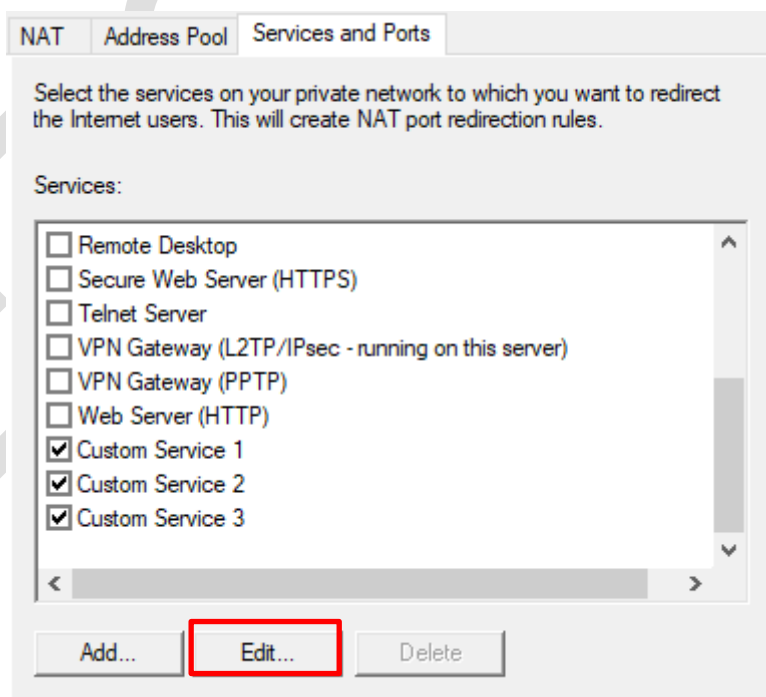 NAT Address Pool Services and Ports
Select the services on your private network to which you want to redirect
the Internet users. This will create NAT port redirection rules.
Services:
Remote Desktop
Secure Web Server (HTTPS)
Telnet Server
VPN Gateway (L2TP/IPsec - running on this server)
VPN Gateway (PPTP)
Web Server (HTTP)
Custom Service 1
Custom Service 2
Custom Service 3
Add... Edit... Delete